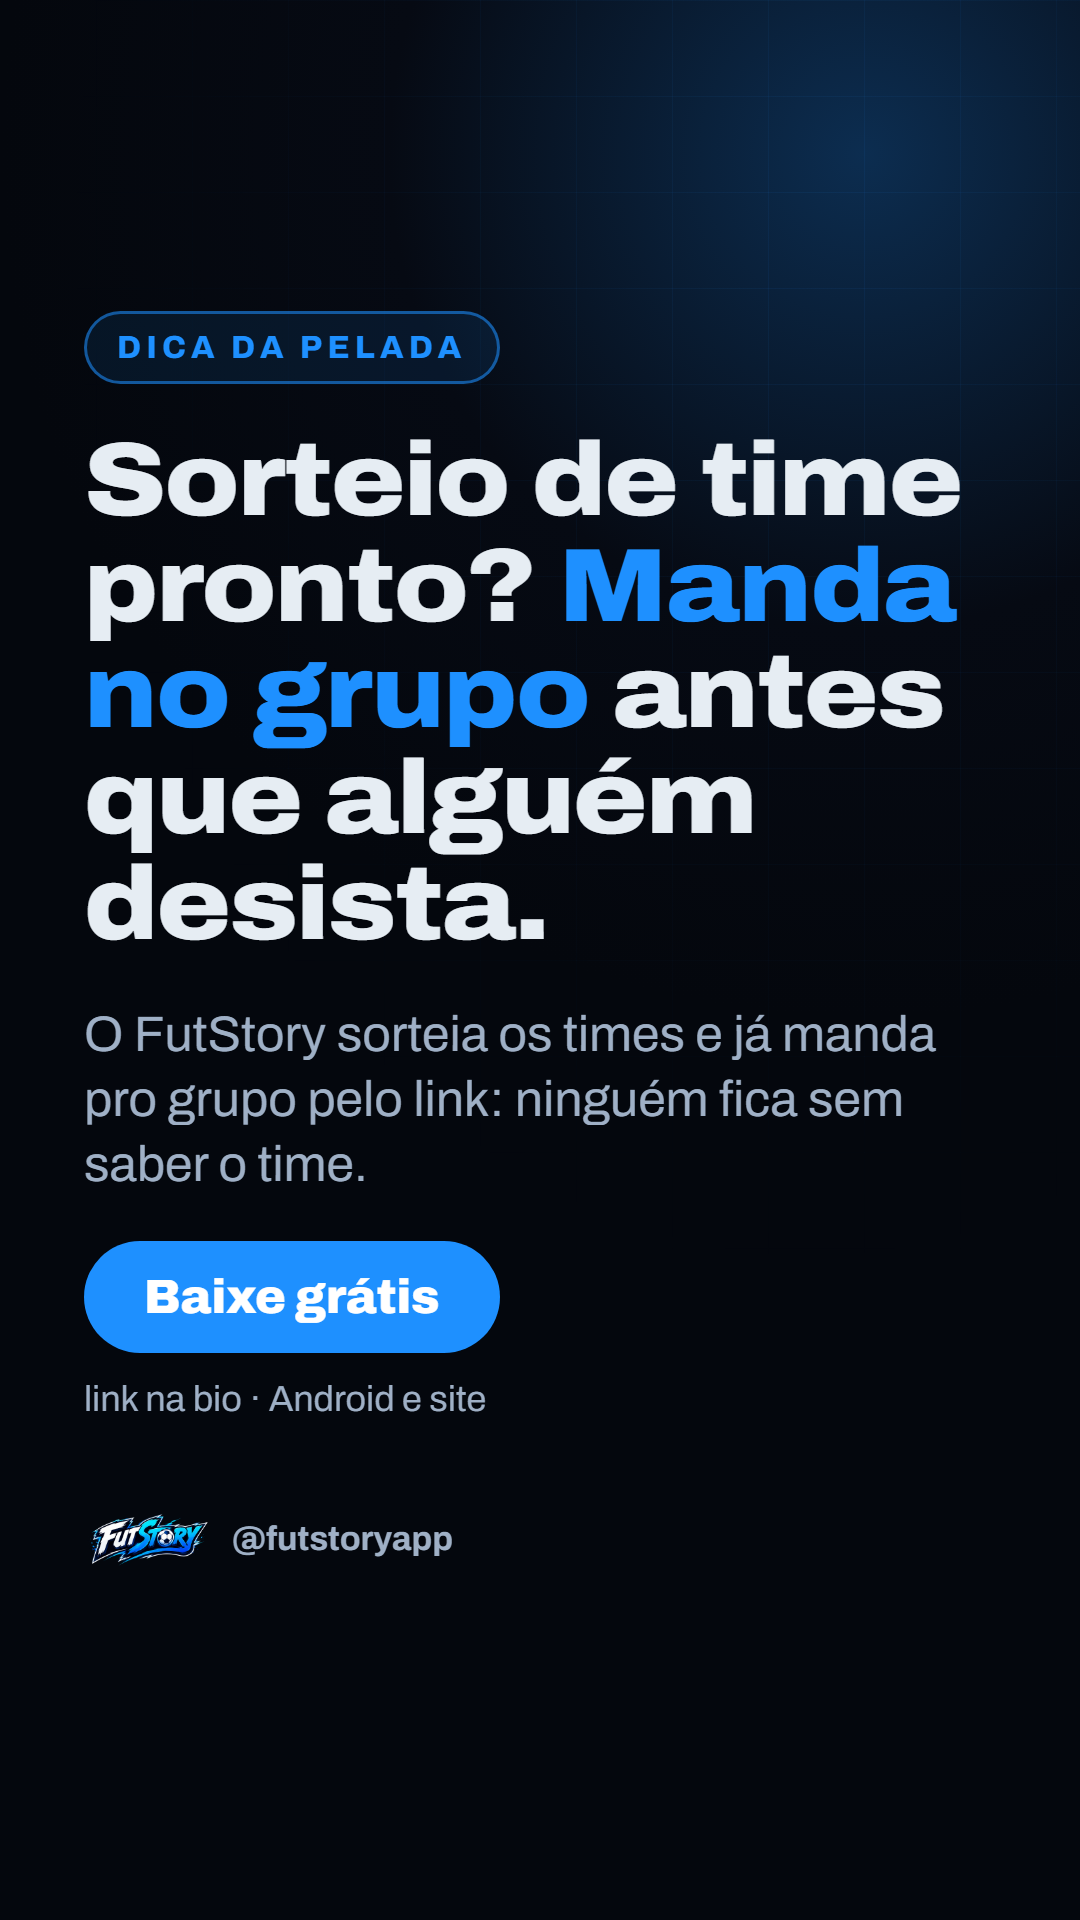 DICA DA PELADA
Sorteio de time
pronto? Manda
no grupo antes
que alguém
desista.
O FutStory sorteia os times e já manda
pro grupo pelo link: ninguém fica sem
saber o time.
Baixe grátis
link na bio · Android e site
FUTSTORY @futstoryapp